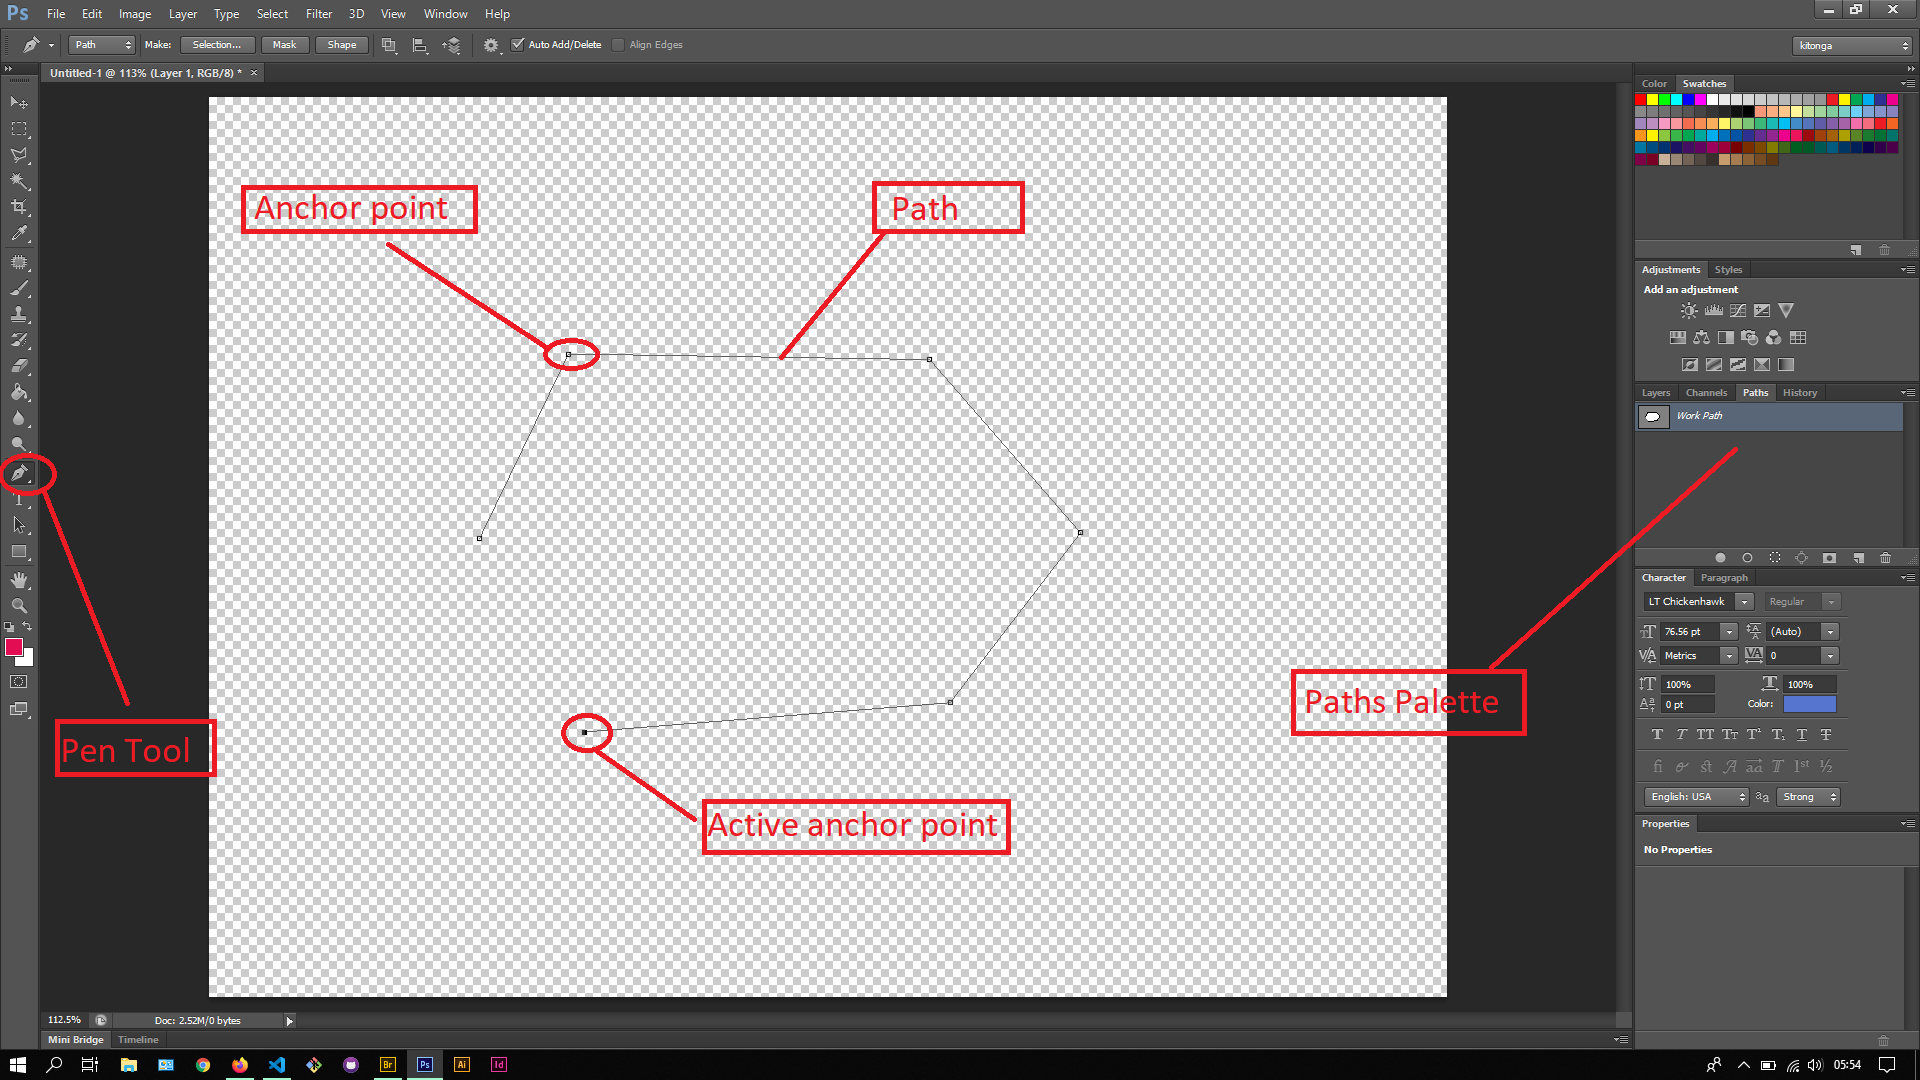 Ps File Edit Image Layer Type Select Filter 3D View Window Help
Path Make: Selection... Mask Shape Auto Add/Delete Align Edges kitonga
Untitled-1 @ 113% (Layer 1, RGB/8) * ×
Color Swatches
Anchor point
Path
Adjustments Styles
Add an adjustment
Layers Channels Paths History
Work Path
Character Paragraph
LT Chickenhawk Regular
76.56 pt (Auto)
Metrics 0
100% 100%
0 pt Color:
Paths Palette
Pen Tool
T T TT TT T¹ T₁ T T
fi st A aa T 1st ½
English: USA aa Strong
Active anchor point
Properties
No Properties
112.5% Doc: 2.52M/0 bytes
Mini Bridge Timeline
Br Ps Ai Id 05:54